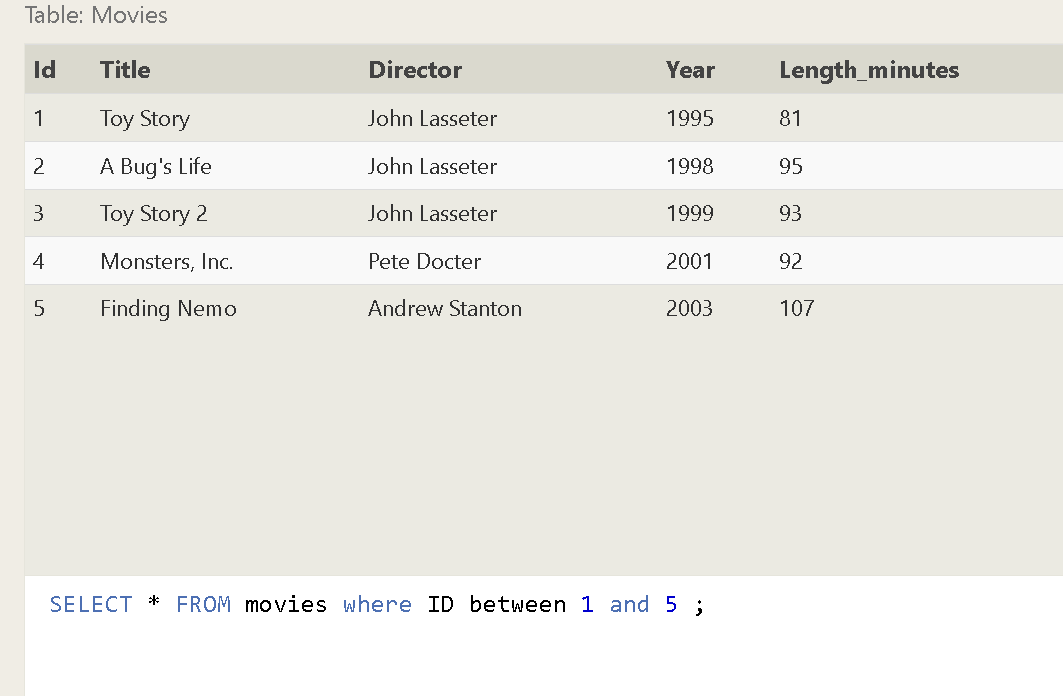 Table: Movies
Id Title Director Year Length_minutes
1 Toy Story John Lasseter 1995 81
2 A Bug's Life John Lasseter 1998 95
3 Toy Story 2 John Lasseter 1999 93
4 Monsters, Inc. Pete Docter 2001 92
5 Finding Nemo Andrew Stanton 2003 107
SELECT * FROM movies where ID between 1 and 5 ;